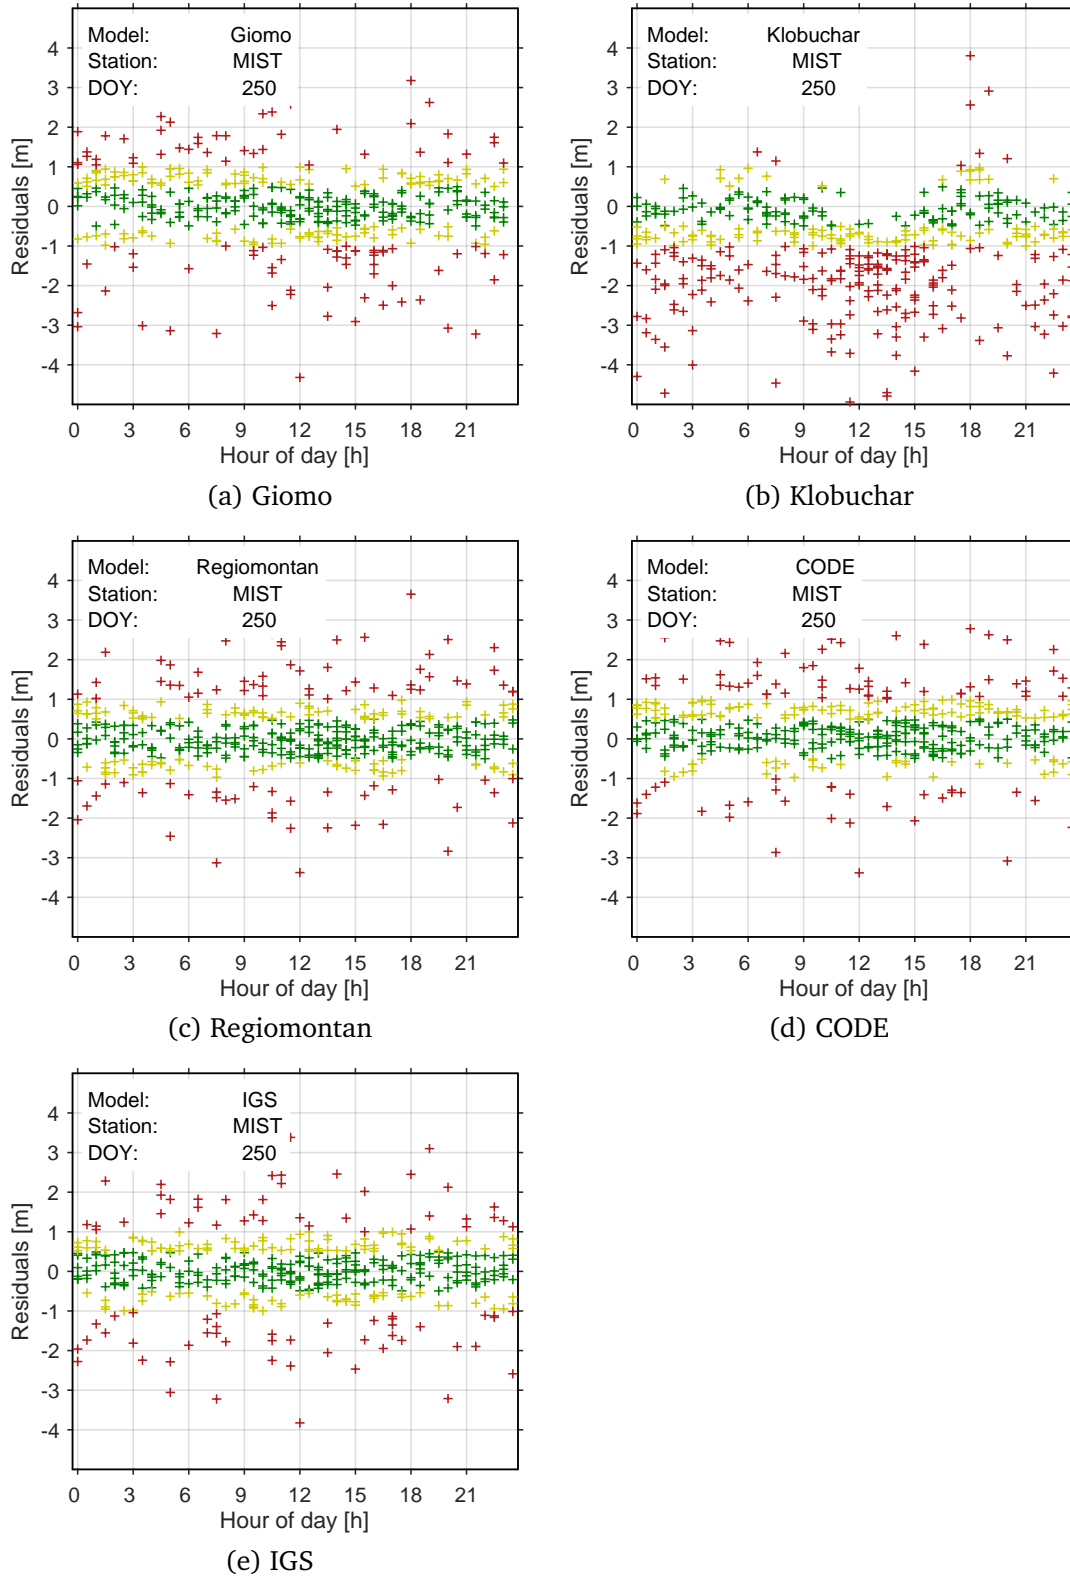 Model: Giomo
Station: MIST
DOY: 250
4
3
2
1
0
-1
-2
-3
-4
Residuals [m]
0 3 6 9 12 15 18 21
Hour of day [h]
(a) Giomo
Model: Klobuchar
Station: MIST
DOY: 250
4
3
2
1
0
-1
-2
-3
-4
Residuals [m]
0 3 6 9 12 15 18 21
Hour of day [h]
(b) Klobuchar
Model: Regiomontan
Station: MIST
DOY: 250
4
3
2
1
0
-1
-2
-3
-4
Residuals [m]
0 3 6 9 12 15 18 21
Hour of day [h]
(c) Regiomontan
Model: CODE
Station: MIST
DOY: 250
4
3
2
1
0
-1
-2
-3
-4
Residuals [m]
0 3 6 9 12 15 18 21
Hour of day [h]
(d) CODE
Model: IGS
Station: MIST
DOY: 250
4
3
2
1
0
-1
-2
-3
-4
Residuals [m]
0 3 6 9 12 15 18 21
Hour of day [h]
(e) IGS